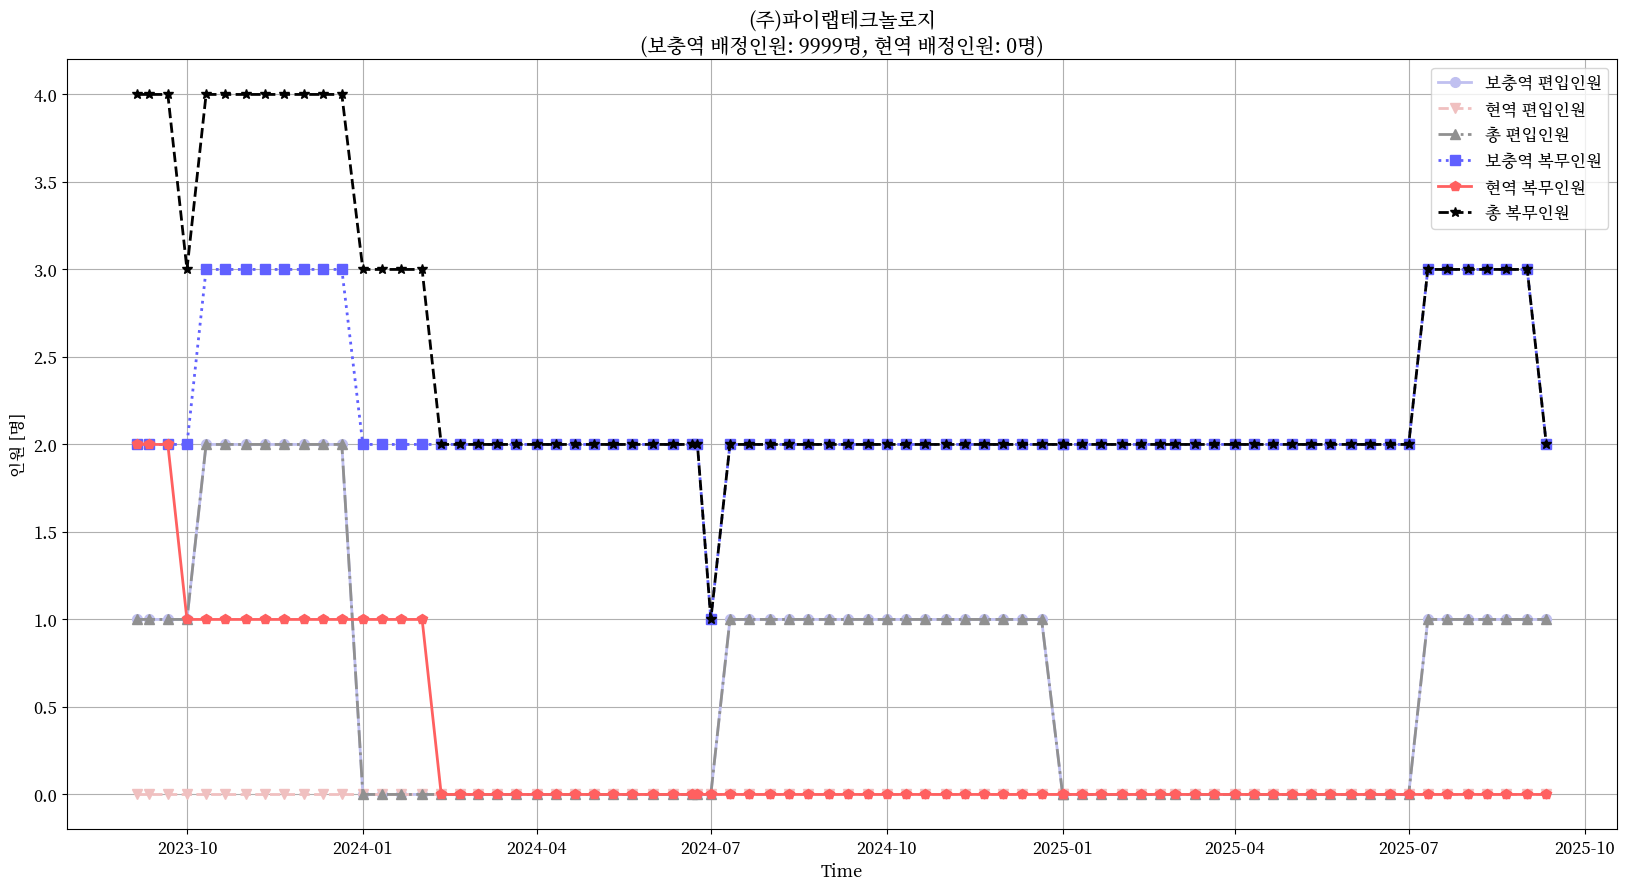 (주)파이랩테크놀로지
(보충역 배정인원: 9999명, 현역 배정인원: 0명)
인원 [명]
4.0
3.5
3.0
2.5
2.0
1.5
1.0
0.5
0.0
보충역 편입인원
현역 편입인원
총 편입인원
보충역 복무인원
현역 복무인원
총 복무인원
2023-10
2024-01
2024-04
2024-07
2024-10
2025-01
2025-04
2025-07
2025-10
Time